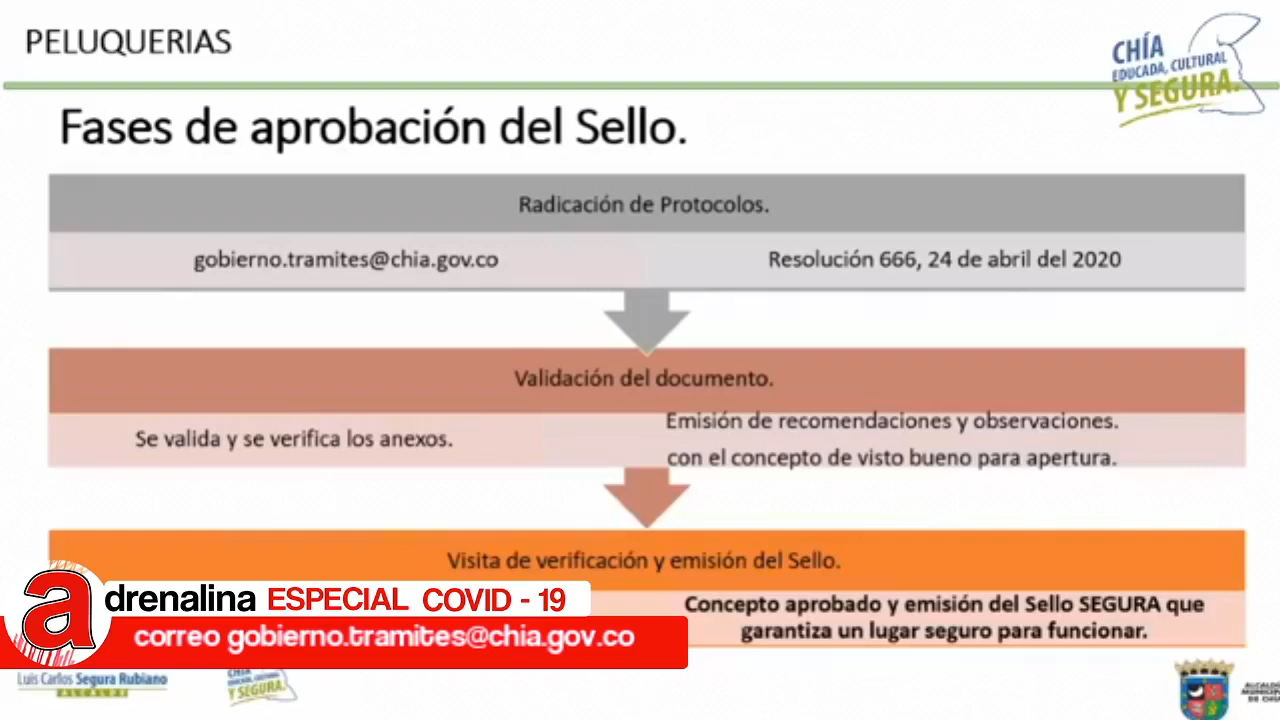 PELUQUERIAS
CHÍA
EDUCADA, CULTURAL
Y SEGURA.
Fases de aprobación del Sello.
Radicación de Protocolos.
gobierno.tramites@chia.gov.co
Resolución 666, 24 de abril del 2020
Validación del documento.
Se valida y se verifica los anexos.
Emisión de recomendaciones y observaciones.
con el concepto de visto bueno para apertura.
Visita de verificación y emisión del Sello.
Concepto aprobado y emisión del Sello SEGURA que
garantiza un lugar seguro para funcionar.
adrenalina ESPECIAL COVID - 19
correo gobierno.tramites@chia.gov.co
Luis Carlos Segura Rubiano
ALCALDE
CHÍA
Y SEGURA.
DE CHÍA